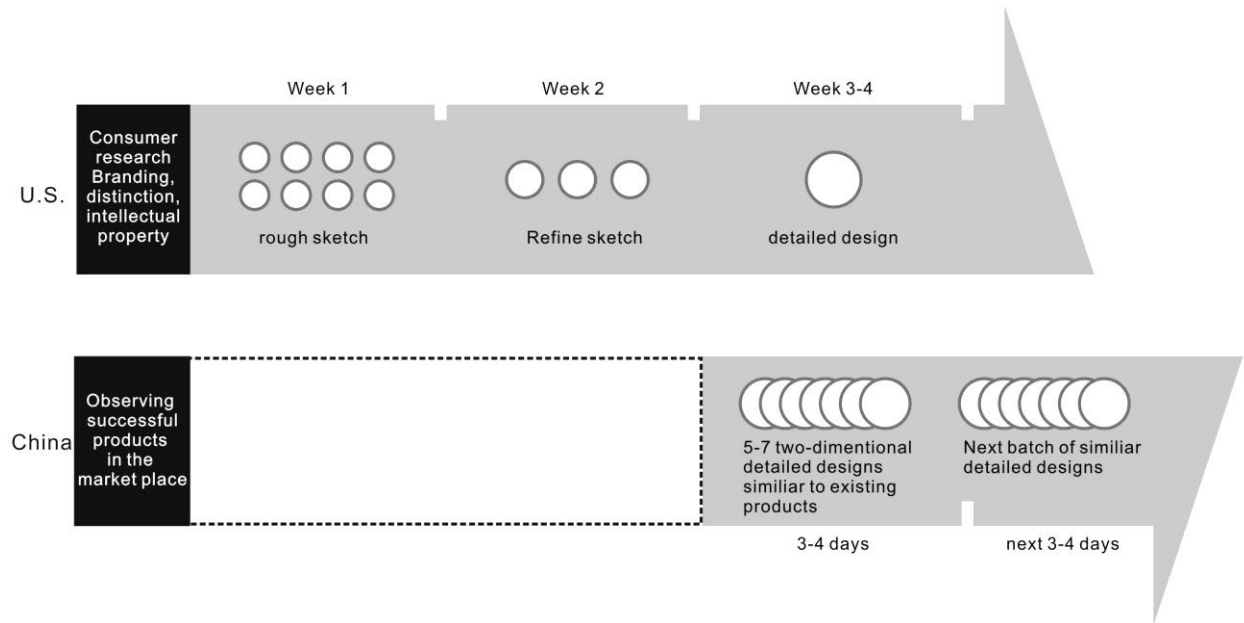 Week 1
Week 2
Week 3-4
U.S.
Consumer
research
Branding,
distinction,
intellectual
property
rough sketch
Refine sketch
detailed design
China
Observing
successful
products
in the
market place
5-7 two-dimentional
detailed designs
similiar to existing
products
Next batch of similiar
detailed designs
3-4 days
next 3-4 days